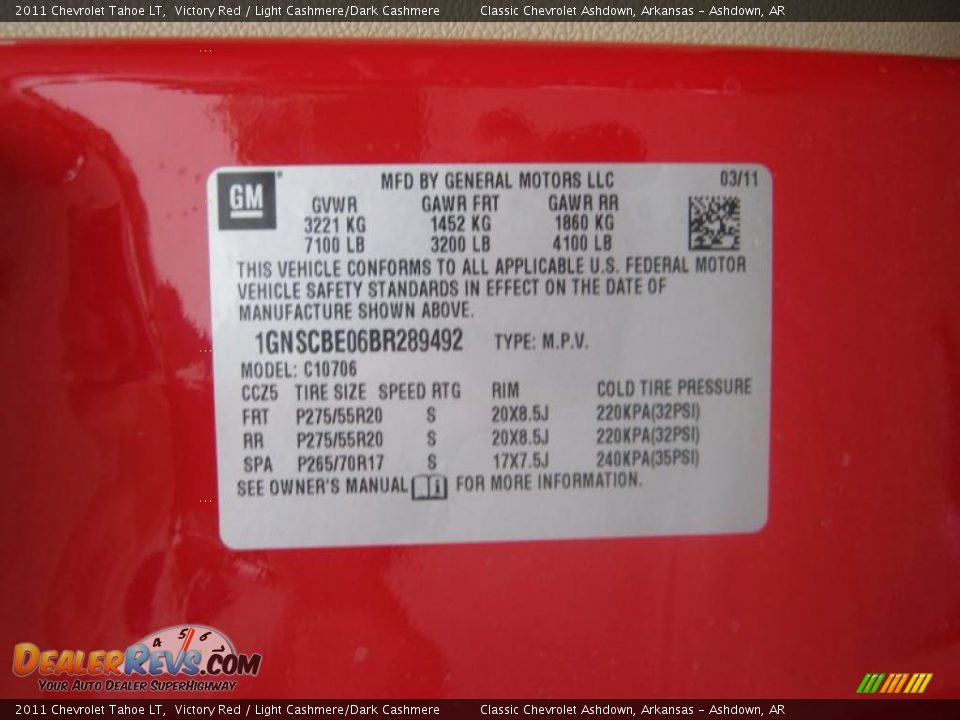 2011 Chevrolet Tahoe LT, Victory Red / Light Cashmere/Dark Cashmere Classic Chevrolet Ashdown, Arkansas - Ashdown, AR
GM MFD BY GENERAL MOTORS LLC 03/11
GVWR GAWR FRT GAWR RR
3221 KG 1452 KG 1860 KG
7100 LB 3200 LB 4100 LB
THIS VEHICLE CONFORMS TO ALL APPLICABLE U.S. FEDERAL MOTOR
VEHICLE SAFETY STANDARDS IN EFFECT ON THE DATE OF
MANUFACTURE SHOWN ABOVE.
1GNSCBE06BR289492 TYPE: M.P.V.
MODEL: C10706
CCZ5 TIRE SIZE SPEED RTG RIM COLD TIRE PRESSURE
FRT P275/55R20 S 20X8.5J 220KPA(32PSI)
RR P275/55R20 S 20X8.5J 220KPA(32PSI)
SPA P265/70R17 S 17X7.5J 240KPA(35PSI)
SEE OWNER'S MANUAL i FOR MORE INFORMATION.
4 5 6 7
DEALERREVS.COM
YOUR AUTO DEALER SUPERHIGHWAY
2011 Chevrolet Tahoe LT, Victory Red / Light Cashmere/Dark Cashmere Classic Chevrolet Ashdown, Arkansas - Ashdown, AR